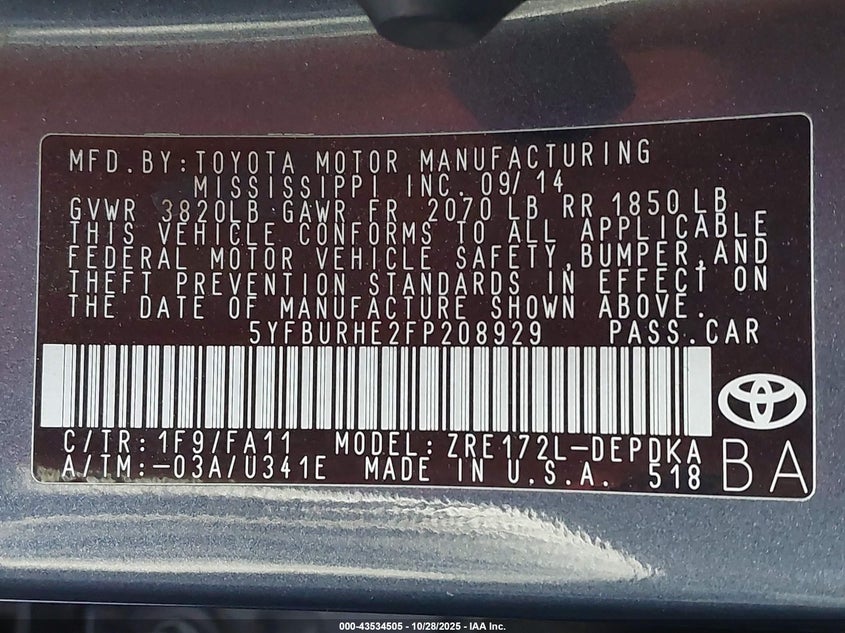 MFD.BY:TOYOTA MOTOR MANUFACTURING
MISSISSIPPI INC. 09/14
GVWR 3820LB GAWR FR 2070 LB RR 1850LB
THIS VEHICLE CONFORMS TO ALL APPLICABLE
FEDERAL MOTOR VEHICLE SAFETY,BUMPER,AND
THEFT PREVENTION STANDARDS IN EFFECT ON
THE DATE OF MANUFACTURE SHOWN ABOVE.
5YFBURHE2FP208929 PASS.CAR
C/TR:1F9/FA11 MODEL:ZRE172L-DEPDKA
A/TM:-03A/U341E MADE IN U.S.A. 518
BA
000-43534505 - 10/28/2025 - IAA Inc.